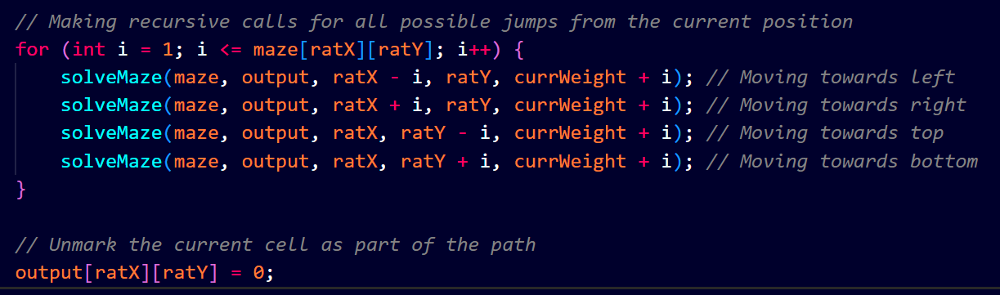 // Making recursive calls for all possible jumps from the current position
for (int i = 1; i <= maze[ratX][ratY]; i++) {
    solveMaze(maze, output, ratX - i, ratY, currWeight + i); // Moving towards left
    solveMaze(maze, output, ratX + i, ratY, currWeight + i); // Moving towards right
    solveMaze(maze, output, ratX, ratY - i, currWeight + i); // Moving towards top
    solveMaze(maze, output, ratX, ratY + i, currWeight + i); // Moving towards bottom
}
// Unmark the current cell as part of the path
output[ratX][ratY] = 0;